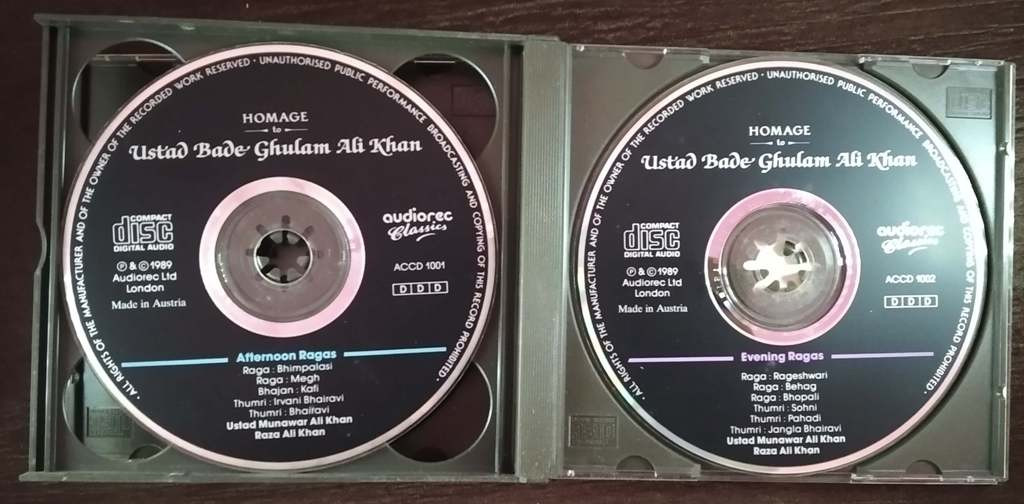 · ALL RIGHTS OF THE MANUFACTURER AND OF THE OWNER OF THE RECORDED WORK RESERVED · UNAUTHORISED PUBLIC PERFORMANCE BROADCASTING AND COPYING OF THIS RECORD PROHIBITED ·
HOMAGE
to
Ustad Bade Ghulam Ali Khan
COMPACT
disc
DIGITAL AUDIO
℗ & © 1989
Audiorec Ltd
London
Made in Austria
audiorec
Classics
ACCD 1001
D D D
Afternoon Ragas
Raga : Bhimpalasi
Raga : Megh
Bhajan : Kafi
Thumri : Irvani Bhairavi
Thumri : Bhairavi
Ustad Munawar Ali Khan
Raza Ali Khan
· ALL RIGHTS OF THE MANUFACTURER AND OF THE OWNER OF THE RECORDED WORK RESERVED · UNAUTHORISED PUBLIC PERFORMANCE BROADCASTING AND COPYING OF THIS RECORD PROHIBITED ·
HOMAGE
to
Ustad Bade Ghulam Ali Khan
COMPACT
disc
DIGITAL AUDIO
℗ & © 1989
Audiorec Ltd
London
Made in Austria
audiorec
Classics
ACCD 1002
D D D
Evening Ragas
Raga : Rageshwari
Raga : Behag
Raga : Bhopali
Thumri : Sohni
Thumri : Pahadi
Thumri : Jangla Bhairavi
Ustad Munawar Ali Khan
Raza Ali Khan